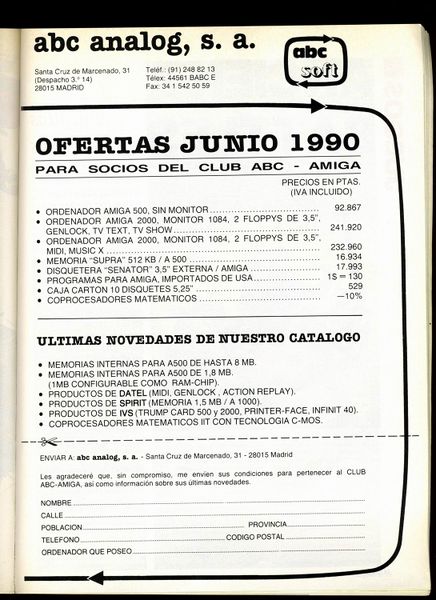 abc analog, s. a.
Santa Cruz de Marcenado, 31
(Despacho 3.° 14)
28015 MADRID
Teléf.: (91) 248 82 13
Télex: 44561 BABC E
Fax: 34 1 542 50 59
abc
soft
OFERTAS JUNIO 1990
PARA SOCIOS DEL CLUB ABC - AMIGA
PRECIOS EN PTAS.
(IVA INCLUIDO)
• ORDENADOR AMIGA 500, SIN MONITOR 92.867
• ORDENADOR AMIGA 2000, MONITOR 1084, 2 FLOPPYS DE 3,5",
GENLOCK, TV TEXT, TV SHOW 241.920
• ORDENADOR AMIGA 2000, MONITOR 1084, 2 FLOPPYS DE 3,5",
MIDI, MUSIC X 232.960
• MEMORIA "SUPRA" 512 KB / A 500 16.934
• DISQUETERA "SENATOR" 3,5" EXTERNA / AMIGA 17.993
• PROGRAMAS PARA AMIGA, IMPORTADOS DE USA 1$ = 130
• CAJA CARTON 10 DISQUETES 5,25" 529
• COPROCESADORES MATEMATICOS —10%
ULTIMAS NOVEDADES DE NUESTRO CATALOGO
• MEMORIAS INTERNAS PARA A500 DE HASTA 8 MB.
• MEMORIAS INTERNAS PARA A500 DE 1,8 MB.
(1MB CONFIGURABLE COMO RAM-CHIP).
• PRODUCTOS DE DATEL (MIDI, GENLOCK , ACTION REPLAY).
• PRODUCTOS DE SPIRIT (MEMORIA 1,5 MB / A 1000).
• PRODUCTOS DE IVS (TRUMP CARD 500 y 2000, PRINTER-FACE, INFINIT 40).
• COPROCESADORES MATEMATICOS IIT CON TECNOLOGIA C-MOS.
ENVIAR A: abc analog, s. a. - Santa Cruz de Marcenado, 31 - 28015 Madrid
Les agradeceré que, sin compromiso, me envien sus condiciones para pertenecer al CLUB
ABC-AMIGA, así como información sobre sus últimas novedades.
NOMBRE
CALLE
POBLACION PROVINCIA
TELEFONO CODIGO POSTAL
ORDENADOR QUE POSEO